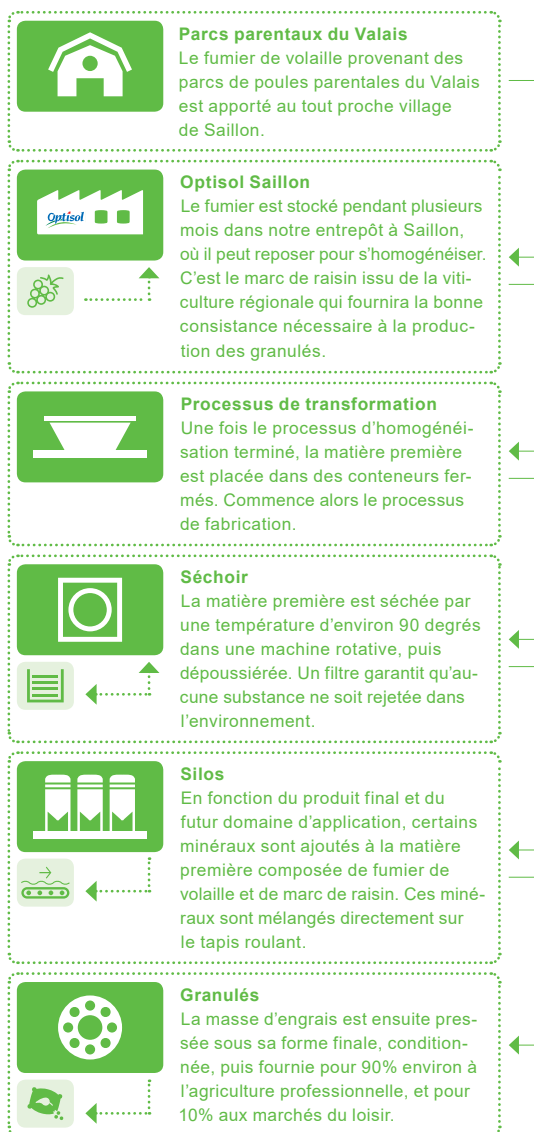 Parcs parentaux du Valais
Le fumier de volaille provenant des
parcs de poules parentales du Valais
est apporté au tout proche village
de Saillon.
Optisol Saillon
Optisol
Le fumier est stocké pendant plusieurs
mois dans notre entrepôt à Saillon,
où il peut reposer pour s’homogénéiser.
C’est le marc de raisin issu de la viti-
culture régionale qui fournira la bonne
consistance nécessaire à la produc-
tion des granulés.
Processus de transformation
Une fois le processus d’homogénéi-
sation terminé, la matière première
est placée dans des conteneurs fer-
més. Commence alors le processus
de fabrication.
Séchoir
La matière première est séchée par
une température d’environ 90 degrés
dans une machine rotative, puis
dépoussiérée. Un filtre garantit qu’au-
cune substance ne soit rejetée dans
l’environnement.
Silos
En fonction du produit final et du
futur domaine d’application, certains
minéraux sont ajoutés à la matière
première composée de fumier de
volaille et de marc de raisin. Ces miné-
raux sont mélangés directement sur
le tapis roulant.
Granulés
La masse d’engrais est ensuite pres-
sée sous sa forme finale, condition-
née, puis fournie pour 90% environ à
l’agriculture professionnelle, et pour
10% aux marchés du loisir.